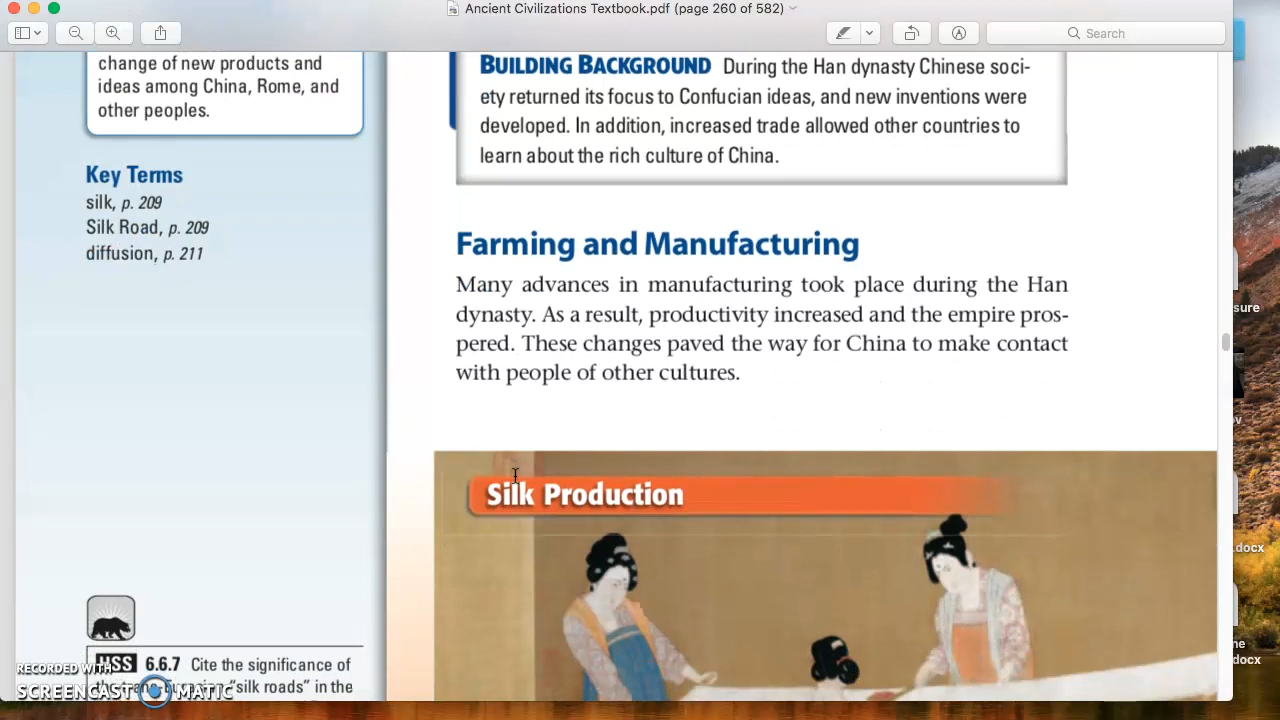 Ancient Civilizations Textbook.pdf (page 260 of 582)
Search
change of new products and
ideas among China, Rome, and
other peoples.
Key Terms
silk, p. 209
Silk Road, p. 209
diffusion, p. 211
HSS 6.6.7 Cite the significance of
"silk roads" in the
RECORDED WITH
SCREENCAST MATIC
BUILDING BACKGROUND During the Han dynasty Chinese soci-
ety returned its focus to Confucian ideas, and new inventions were
developed. In addition, increased trade allowed other countries to
learn about the rich culture of China.
Farming and Manufacturing
Many advances in manufacturing took place during the Han
dynasty. As a result, productivity increased and the empire pros-
pered. These changes paved the way for China to make contact
with people of other cultures.
Silk Production
sure
ov
.docx
ne
.docx